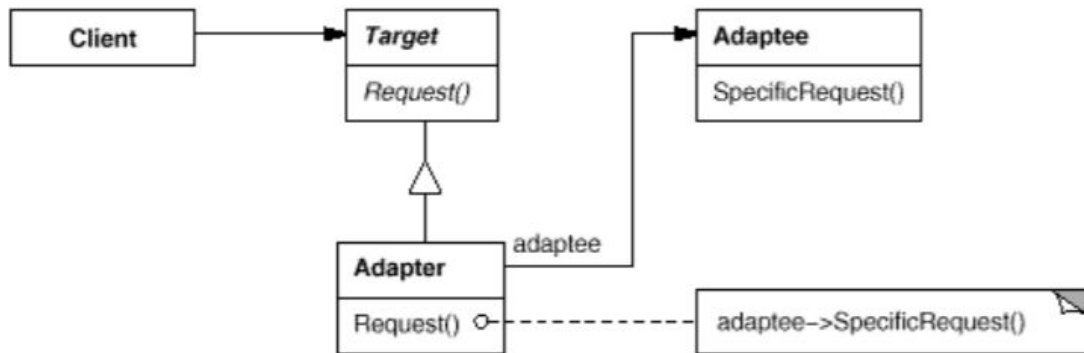 Client
Target
Request()
Adaptee
SpecificRequest()
adaptee
Adapter
Request()
adaptee->SpecificRequest()